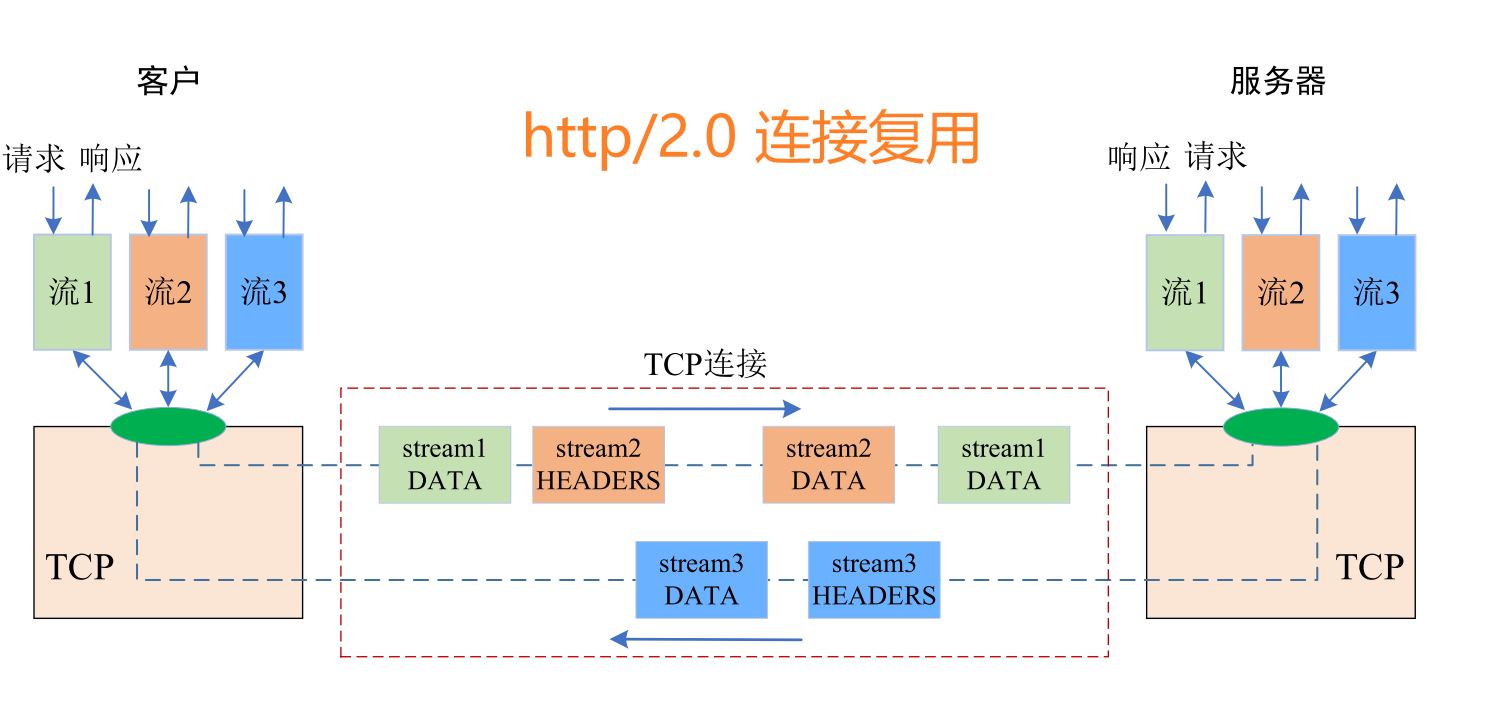 客户
服务器
http/2.0 连接复用
请求 响应
响应 请求
流1
流2
流3
流1
流2
流3
TCP连接
stream1
DATA
stream2
HEADERS
stream2
DATA
stream1
DATA
stream3
DATA
stream3
HEADERS
TCP
TCP